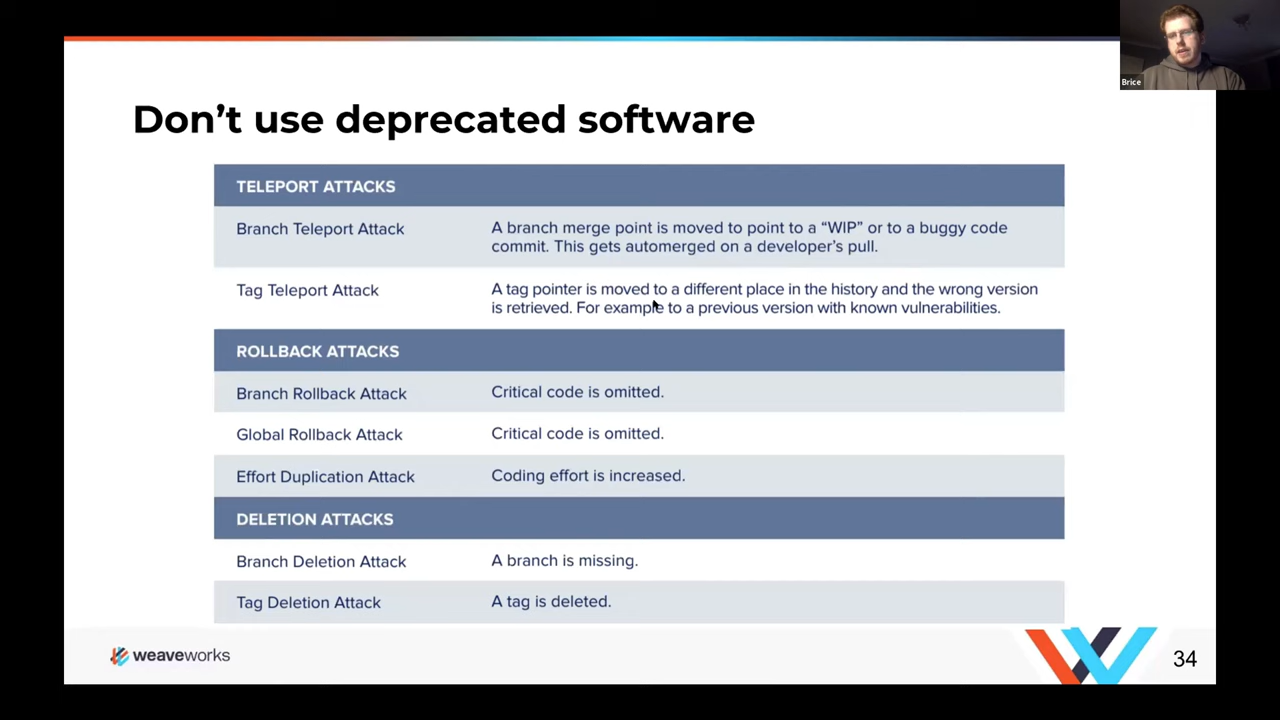 Brice
Don’t use deprecated software
TELEPORT ATTACKS
Branch Teleport Attack
A branch merge point is moved to point to a “WIP” or to a buggy code
commit. This gets automerged on a developer’s pull.
Tag Teleport Attack
A tag pointer is moved to a different place in the history and the wrong version
is retrieved. For example to a previous version with known vulnerabilities.
ROLLBACK ATTACKS
Branch Rollback Attack
Critical code is omitted.
Global Rollback Attack
Critical code is omitted.
Effort Duplication Attack
Coding effort is increased.
DELETION ATTACKS
Branch Deletion Attack
A branch is missing.
Tag Deletion Attack
A tag is deleted.
weaveworks
34